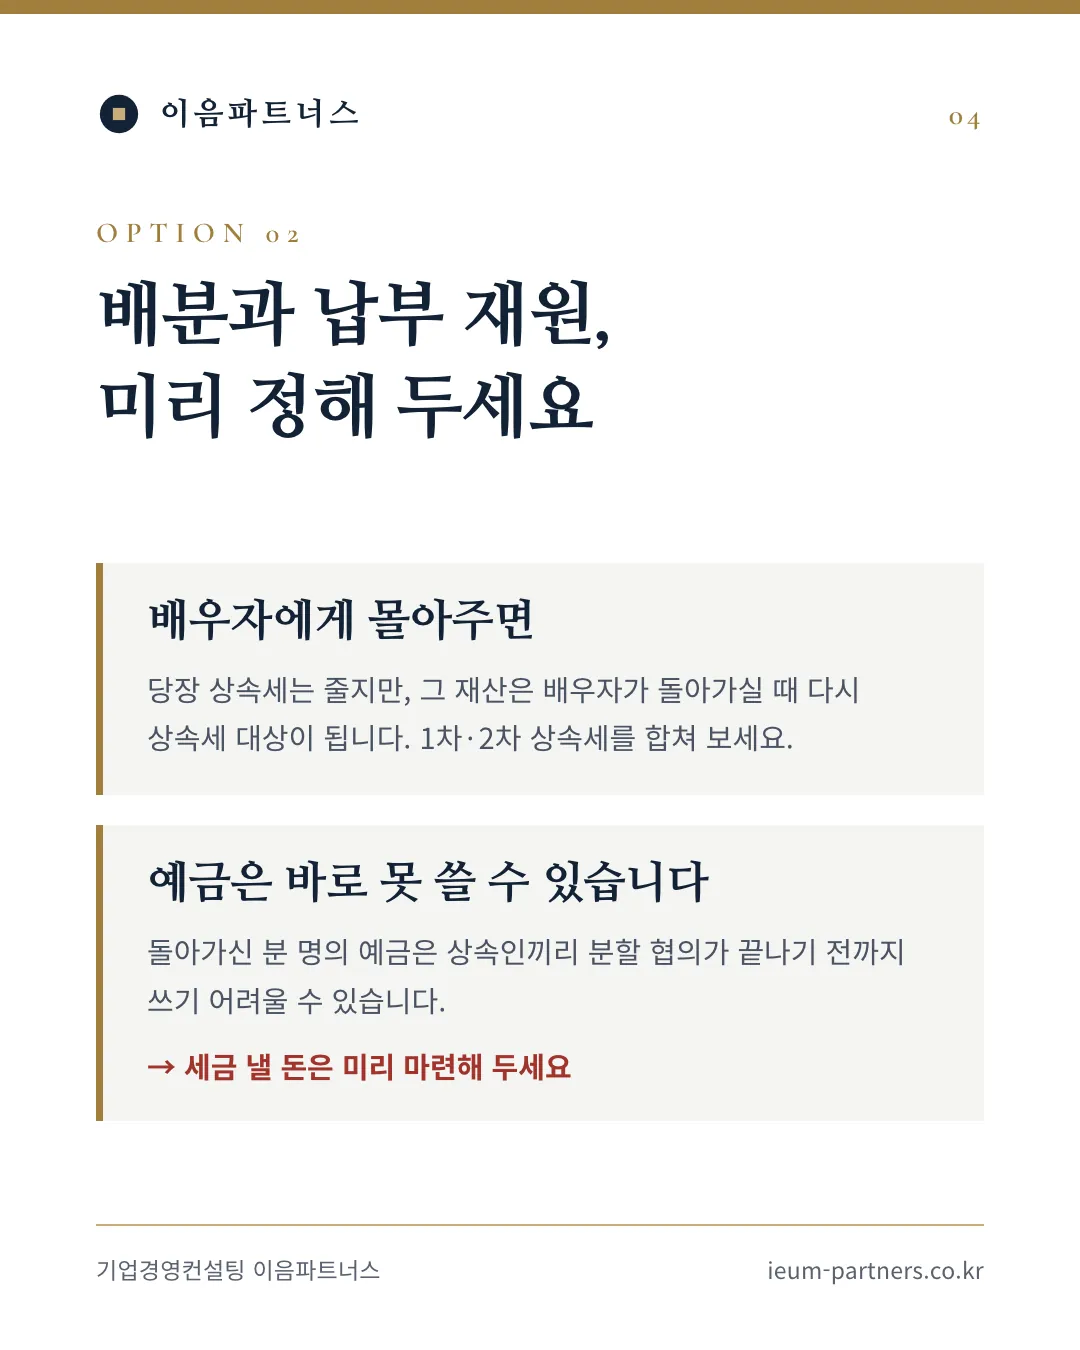 이음파트너스
04
OPTION 02
배분과 납부 재원,
미리 정해 두세요
배우자에게 몰아주면
당장 상속세는 줄지만, 그 재산은 배우자가 돌아가실 때 다시
상속세 대상이 됩니다. 1차·2차 상속세를 합쳐 보세요.
예금은 바로 못 쓸 수 있습니다
돌아가신 분 명의 예금은 상속인끼리 분할 협의가 끝나기 전까지
쓰기 어려울 수 있습니다.
→ 세금 낼 돈은 미리 마련해 두세요
기업경영컨설팅 이음파트너스
ieum-partners.co.kr